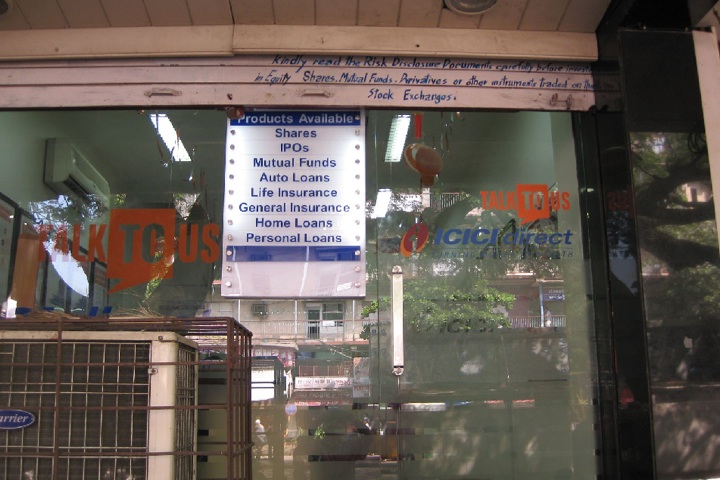 Kindly read the Risk Disclosure Documents carefully before
in Equity Shares, Mutual Funds, Derivatives or other instruments traded on the
Stock Exchanges.
Products Available
Shares
IPOs
Mutual Funds
Auto Loans
Life Insurance
General Insurance
Home Loans
Personal Loans
TALK TO US
TALK TO US
ICICI direct
Carrier